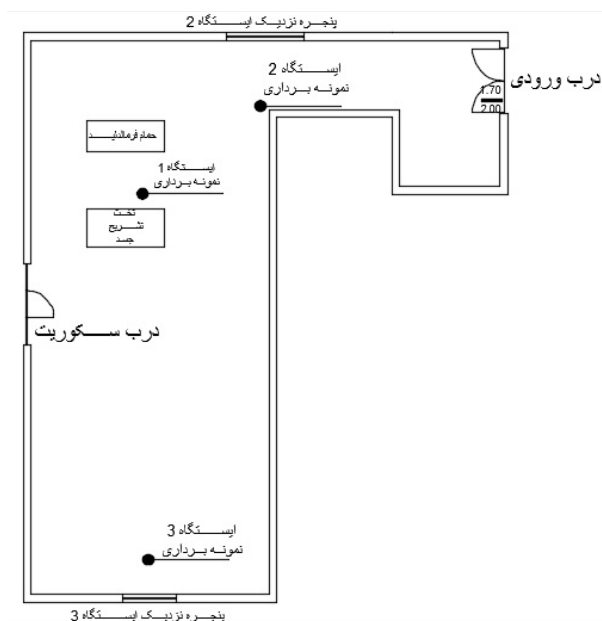 پنجره نزدیک ایستگاه 2
ایستگاه 2
نمونه برداری
درب ورودی
1.70
2.00
حمام فرمالدئید
ایستگاه 1
نمونه برداری
تخت
تشریح
جسد
درب سکوریت
ایستگاه 3
نمونه برداری
پنجره نزدیک ایستگاه 3